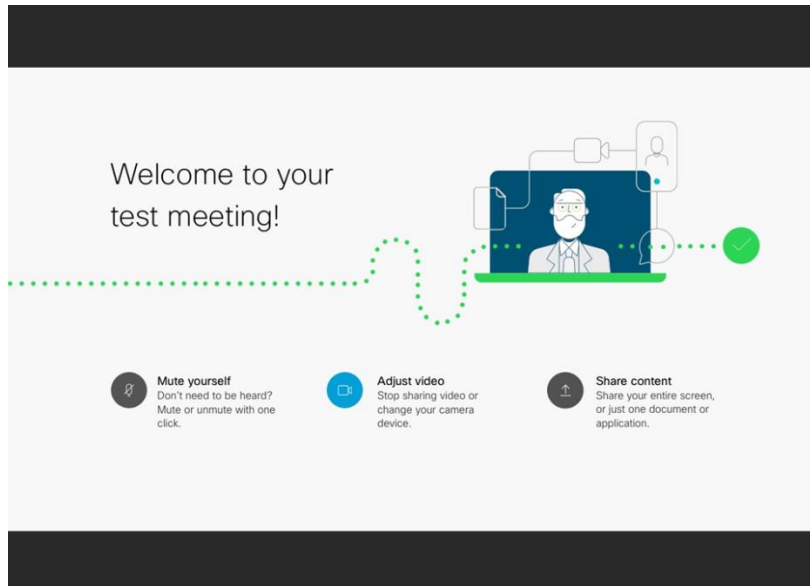 Welcome to your
test meeting!
Mute yourself
Don't need to be heard?
Mute or unmute with one
click.
Adjust video
Stop sharing video or
change your camera
device.
Share content
Share your entire screen,
or just one document or
application.